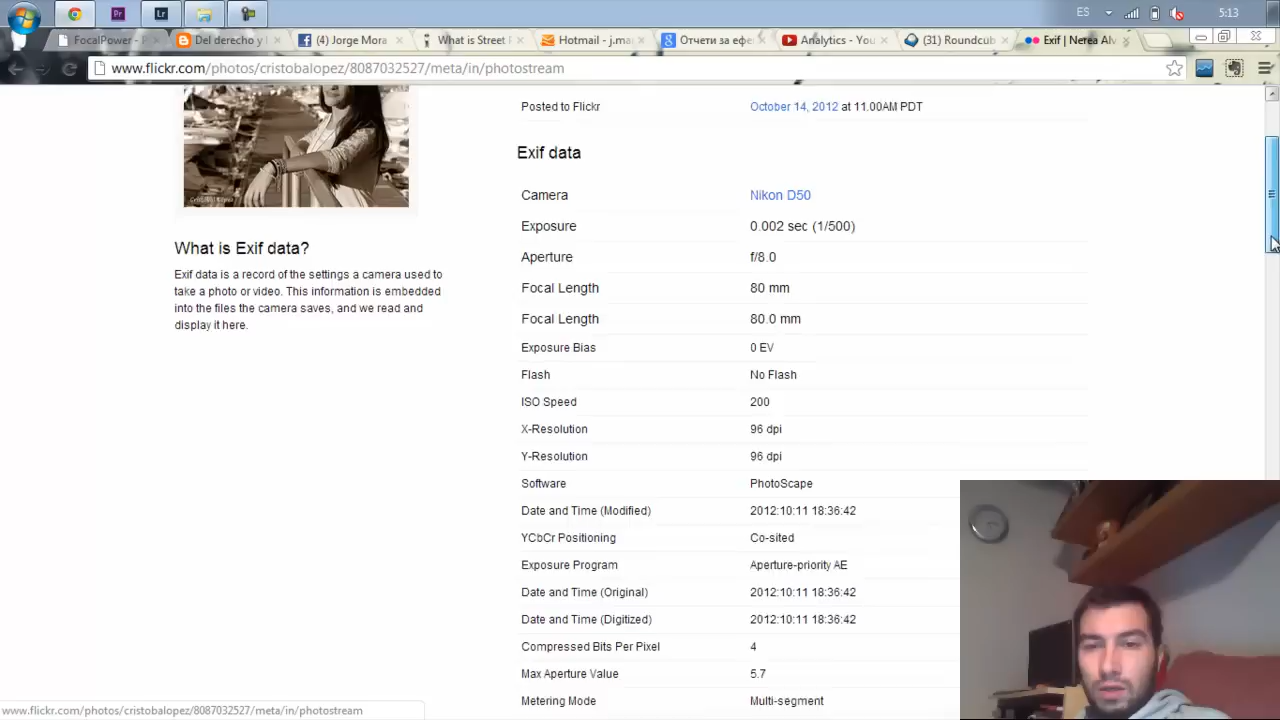 ES 5:13
FocalPower - P
Del derecho y
(4) Jorge Mora
What is Street
Hotmail - j.ma
Отчети за ефе
Analytics - You
(31) Roundcub
Exif | Nerea Alv
www.flickr.com/photos/cristobalopez/8087032527/meta/in/photostream
Posted to Flickr October 14, 2012 at 11.00AM PDT
Exif data
Camera Nikon D50
Exposure 0.002 sec (1/500)
Aperture f/8.0
Focal Length 80 mm
Focal Length 80.0 mm
Exposure Bias 0 EV
Flash No Flash
ISO Speed 200
X-Resolution 96 dpi
Y-Resolution 96 dpi
Software PhotoScape
Date and Time (Modified) 2012:10:11 18:36:42
YCbCr Positioning Co-sited
Exposure Program Aperture-priority AE
Date and Time (Original) 2012:10:11 18:36:42
Date and Time (Digitized) 2012:10:11 18:36:42
Compressed Bits Per Pixel 4
Max Aperture Value 5.7
Metering Mode Multi-segment
What is Exif data?
Exif data is a record of the settings a camera used to
take a photo or video. This information is embedded
into the files the camera saves, and we read and
display it here.
www.flickr.com/photos/cristobalopez/8087032527/meta/in/photostream